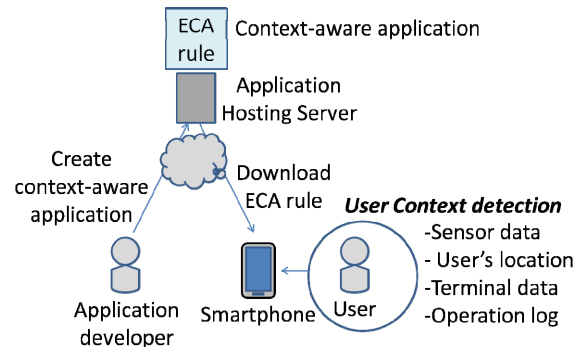 ECA
rule
Context-aware application
Application
Hosting Server
Create
context-aware
application
Download
ECA rule
User Context detection
-Sensor data
- User's location
-Terminal data
-Operation log
Application
developer
Smartphone
User